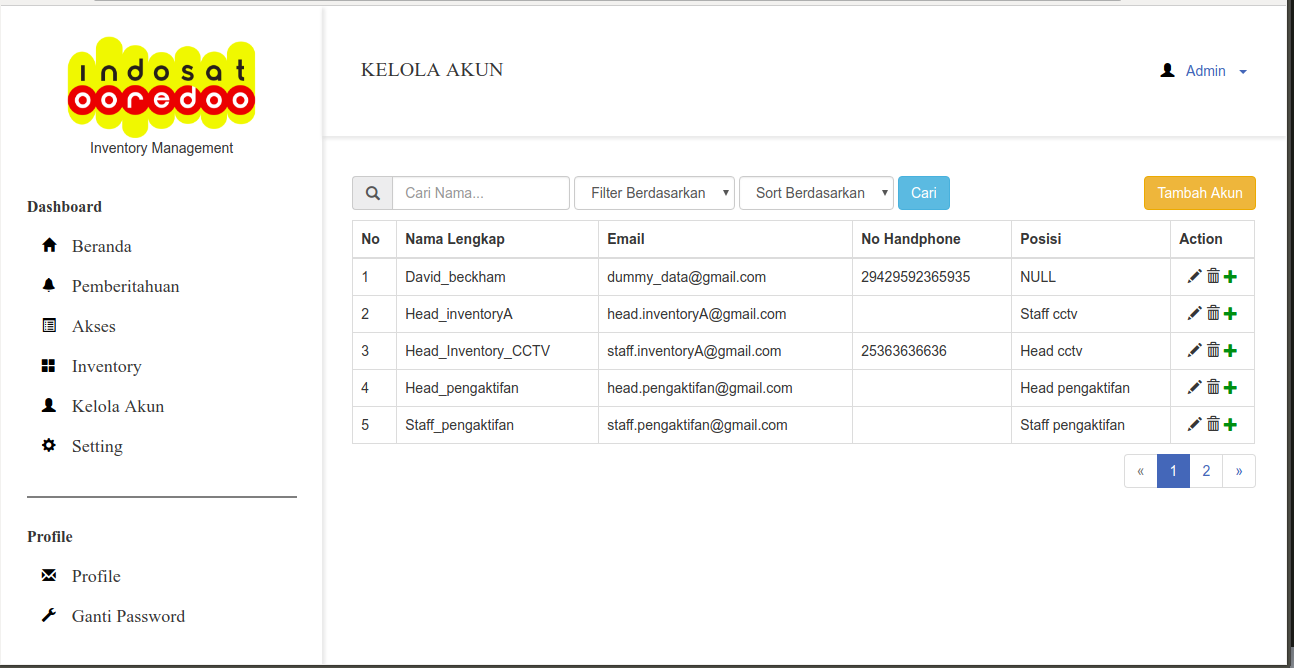 indosat
ooredoo
Inventory Management
Dashboard
Beranda
Pemberitahuan
Akses
Inventory
Kelola Akun
Setting
Profile
Profile
Ganti Password
KELOLA AKUN
Admin
Cari Nama... Filter Berdasarkan Sort Berdasarkan Cari Tambah Akun
No Nama Lengkap Email No Handphone Posisi Action
1 David_beckham dummy_data@gmail.com 29429592365935 NULL
2 Head_inventoryA head.inventoryA@gmail.com Staff cctv
3 Head_Inventory_CCTV staff.inventoryA@gmail.com 25363636636 Head cctv
4 Head_pengaktifan head.pengaktifan@gmail.com Head pengaktifan
5 Staff_pengaktifan staff.pengaktifan@gmail.com Staff pengaktifan
« 1 2 »